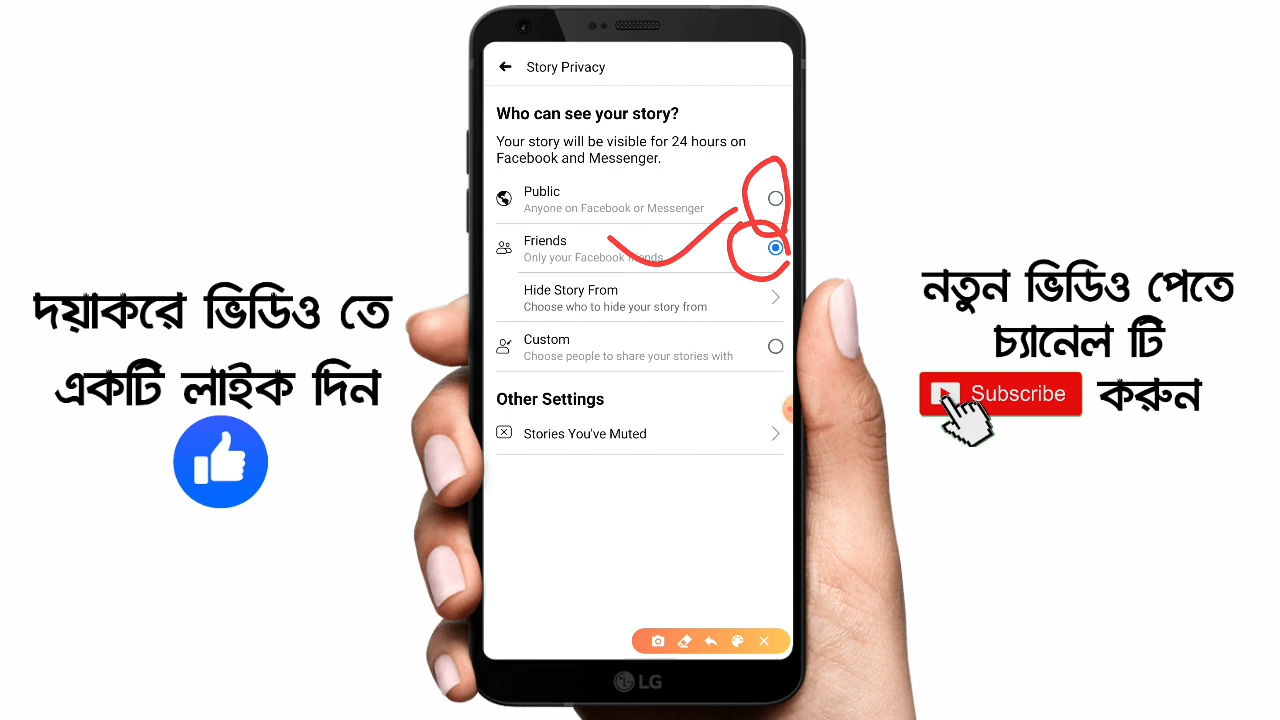 Story Privacy
Who can see your story?
Your story will be visible for 24 hours on
Facebook and Messenger.
Public
Anyone on Facebook or Messenger
Friends
Only your Facebook friends
Hide Story From
Choose who to hide your story from
Custom
Choose people to share your stories with
Other Settings
Stories You've Muted
LG
দয়াকরে ভিডিও তে
একটি লাইক দিন
নতুন ভিডিও পেতে
চ্যানেল টি
Subscribe করুন